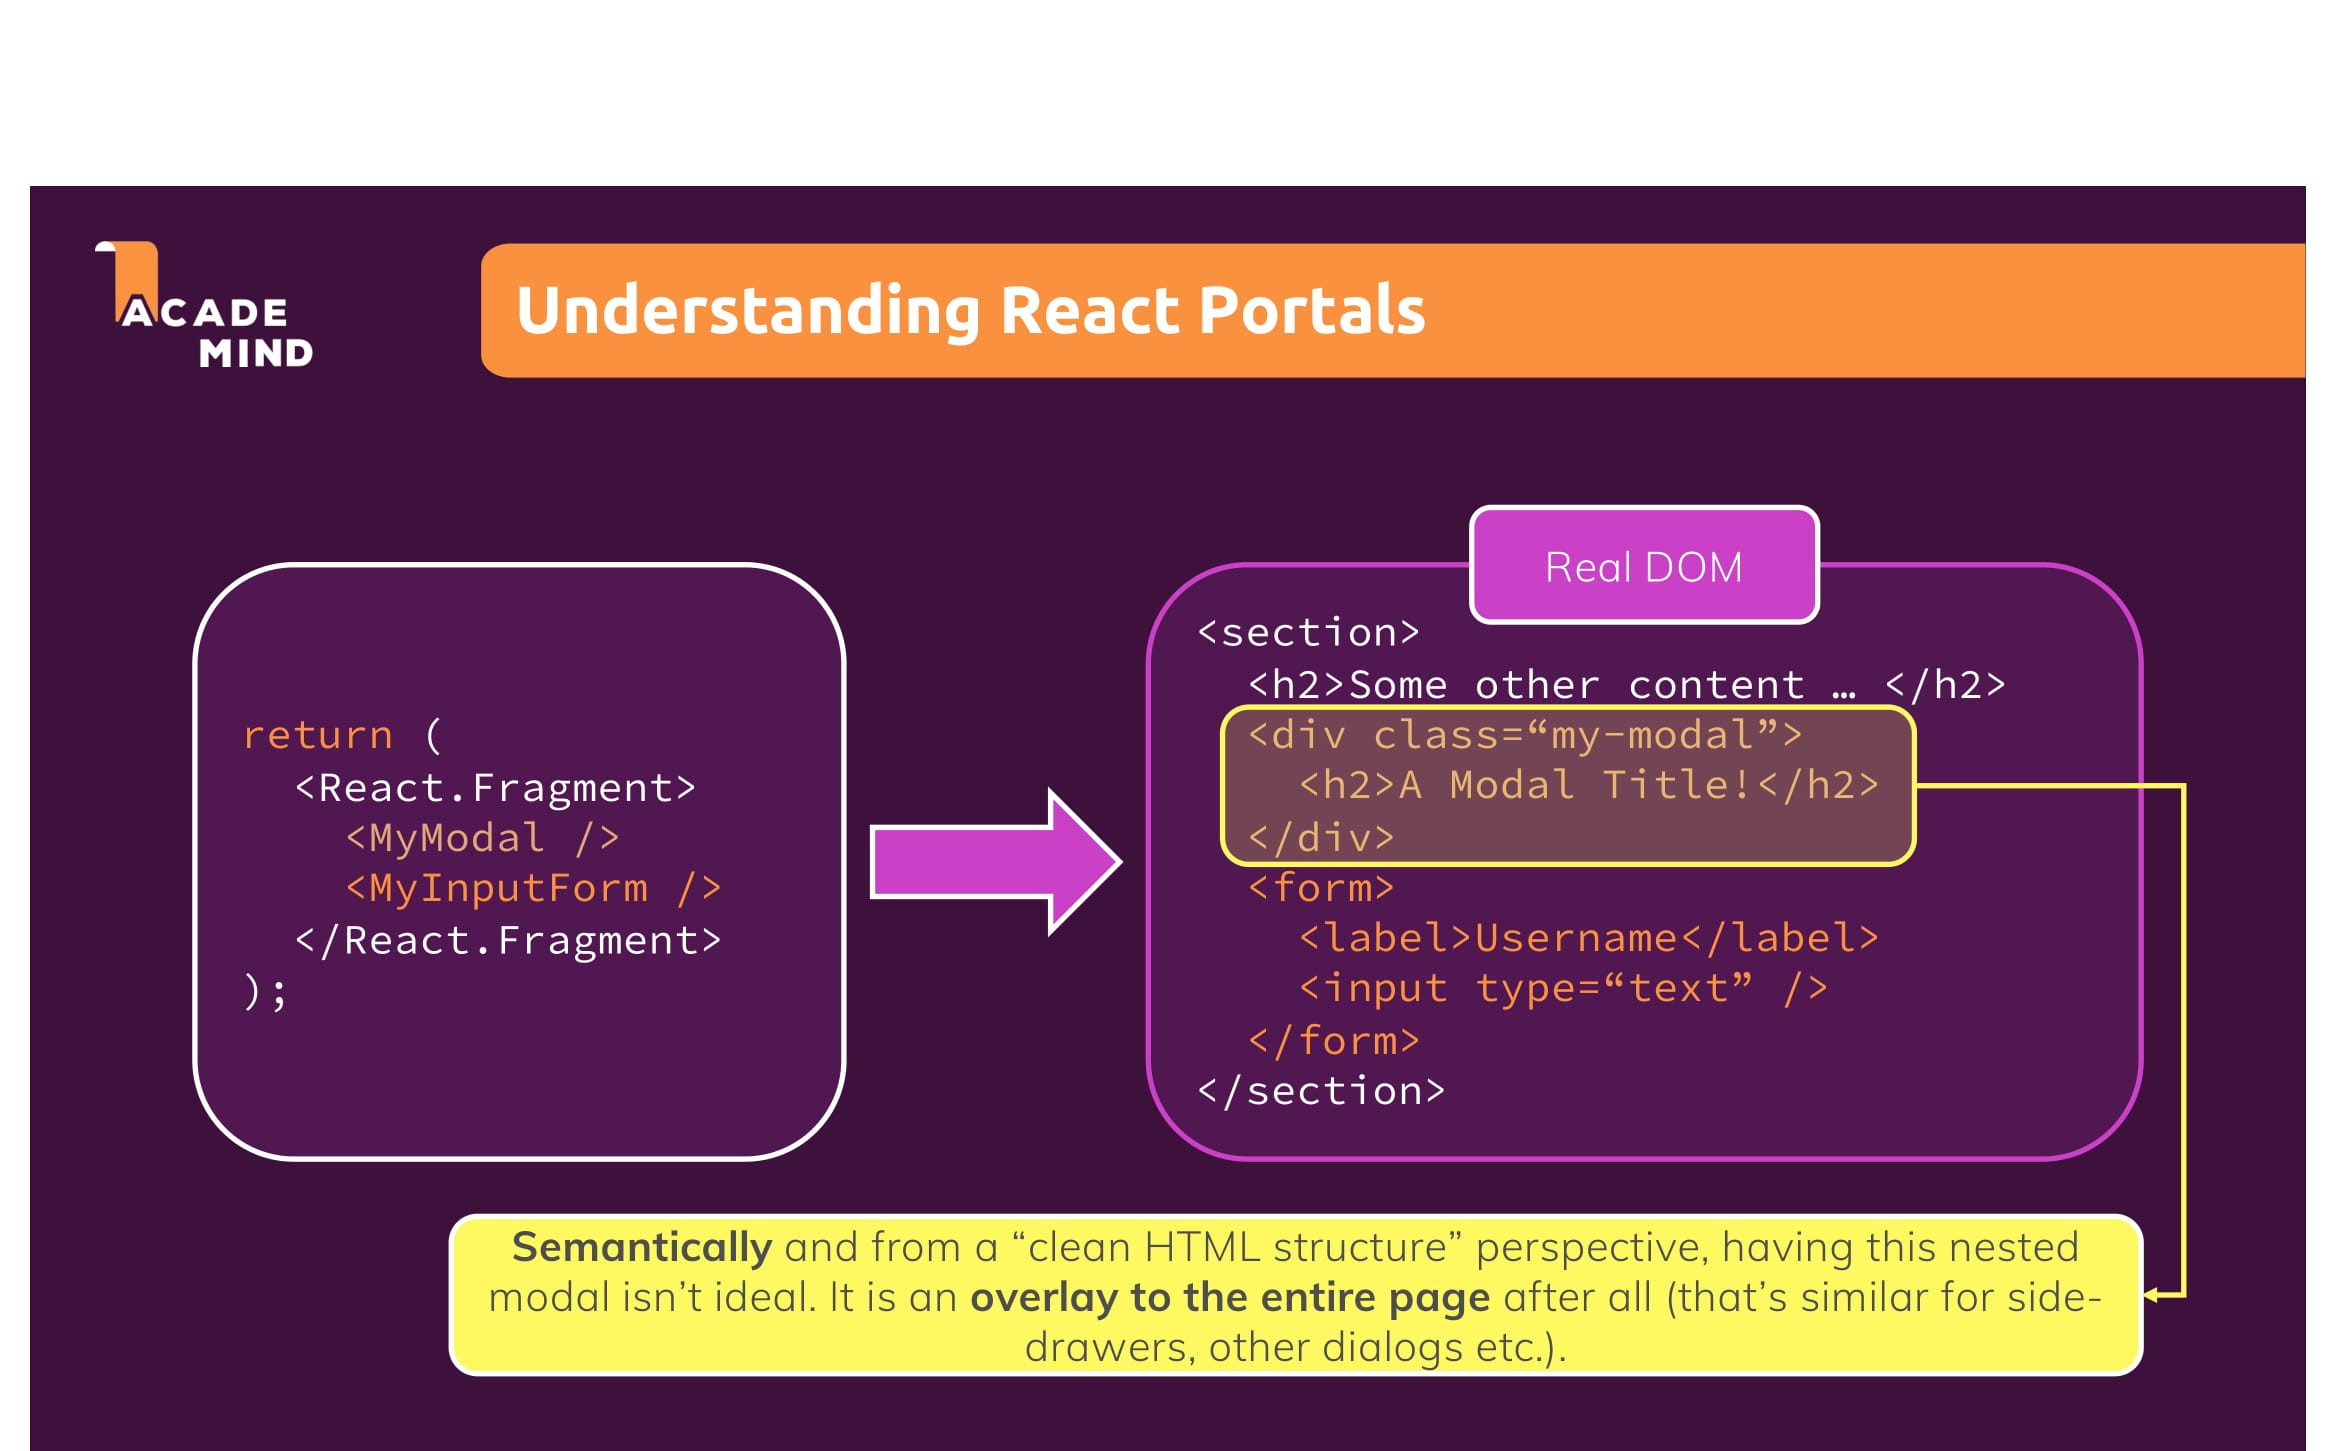 ACADE
MIND
Understanding React Portals
return (
<React.Fragment>
<MyModal />
<MyInputForm />
</React.Fragment>
);
Real DOM
<section>
<h2>Some other content … </h2>
<div class=“my-modal”>
<h2>A Modal Title!</h2>
</div>
<form>
<label>Username</label>
<input type=“text” />
</form>
</section>
Semantically and from a “clean HTML structure” perspective, having this nested
modal isn’t ideal. It is an overlay to the entire page after all (that’s similar for side-
drawers, other dialogs etc.).